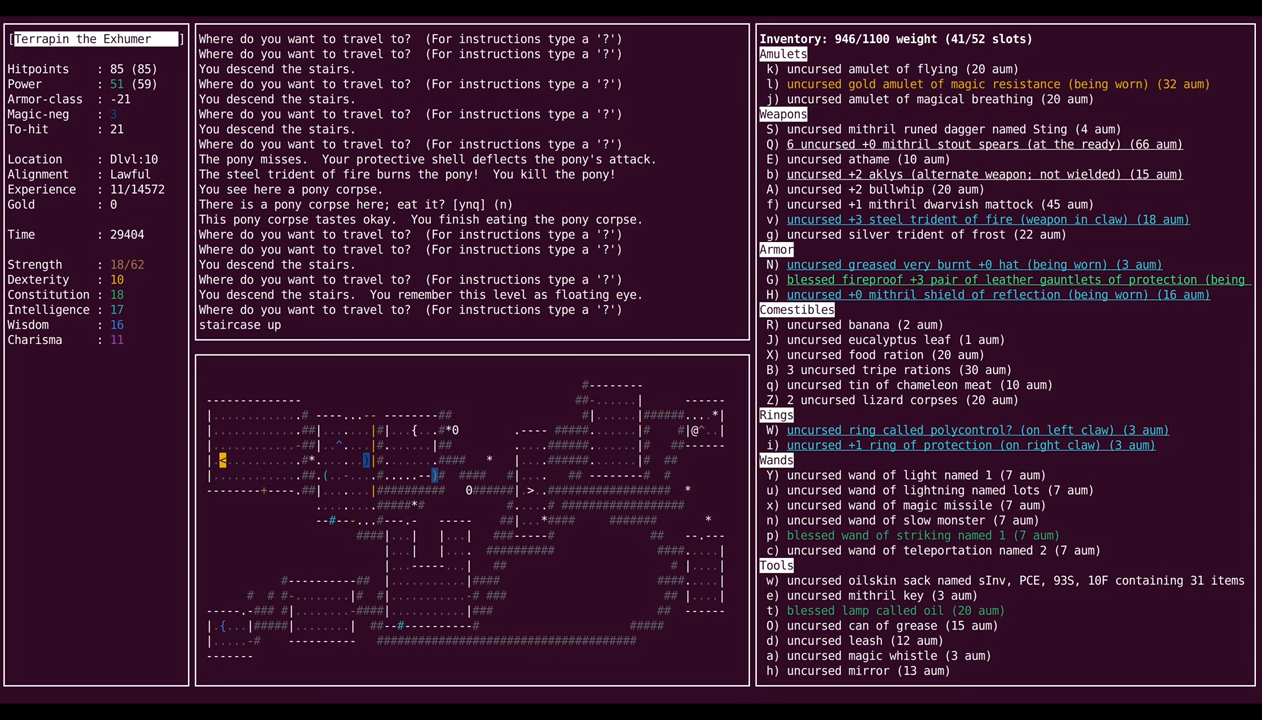 [Terrapin the Exhumer ]
Hitpoints : 85 (85)
Power : 51 (59)
Armor-class : -21
Magic-neg : 3
To-hit : 21
Location : Dlvl:10
Alignment : Lawful
Experience : 11/14572
Gold : 0
Time : 29404
Strength : 18/62
Dexterity : 10
Constitution : 18
Intelligence : 17
Wisdom : 16
Charisma : 11
Where do you want to travel to?  (For instructions type a '?')
Where do you want to travel to?  (For instructions type a '?')
You descend the stairs.
Where do you want to travel to?  (For instructions type a '?')
You descend the stairs.
Where do you want to travel to?  (For instructions type a '?')
You descend the stairs.
Where do you want to travel to?  (For instructions type a '?')
The pony misses.  Your protective shell deflects the pony's attack.
The steel trident of fire burns the pony!  You kill the pony!
You see here a pony corpse.
There is a pony corpse here; eat it? [ynq] (n)
This pony corpse tastes okay.  You finish eating the pony corpse.
Where do you want to travel to?  (For instructions type a '?')
Where do you want to travel to?  (For instructions type a '?')
You descend the stairs.
Where do you want to travel to?  (For instructions type a '?')
You descend the stairs.  You remember this level as floating eye.
Where do you want to travel to?  (For instructions type a '?')
staircase up
Inventory: 946/1100 weight (41/52 slots)
Amulets
k) uncursed amulet of flying (20 aum)
l) uncursed gold amulet of magic resistance (being worn) (32 aum)
j) uncursed amulet of magical breathing (20 aum)
Weapons
S) uncursed mithril runed dagger named Sting (4 aum)
Q) 6 uncursed +0 mithril stout spears (at the ready) (66 aum)
E) uncursed athame (10 aum)
b) uncursed +2 aklys (alternate weapon; not wielded) (15 aum)
A) uncursed +2 bullwhip (20 aum)
f) uncursed +1 mithril dwarvish mattock (45 aum)
v) uncursed +3 steel trident of fire (weapon in claw) (18 aum)
g) uncursed silver trident of frost (22 aum)
Armor
N) uncursed greased very burnt +0 hat (being worn) (3 aum)
G) blessed fireproof +3 pair of leather gauntlets of protection (being
H) uncursed +0 mithril shield of reflection (being worn) (16 aum)
Comestibles
R) uncursed banana (2 aum)
J) uncursed eucalyptus leaf (1 aum)
X) uncursed food ration (20 aum)
B) 3 uncursed tripe rations (30 aum)
q) uncursed tin of chameleon meat (10 aum)
Z) 2 uncursed lizard corpses (20 aum)
Rings
W) uncursed ring called polycontrol? (on left claw) (3 aum)
i) uncursed +1 ring of protection (on right claw) (3 aum)
Wands
Y) uncursed wand of light named 1 (7 aum)
u) uncursed wand of lightning named lots (7 aum)
x) uncursed wand of magic missile (7 aum)
n) uncursed wand of slow monster (7 aum)
p) blessed wand of striking named 1 (7 aum)
c) uncursed wand of teleportation named 2 (7 aum)
Tools
w) uncursed oilskin sack named sInv, PCE, 93S, 10F containing 31 items
e) uncursed mithril key (3 aum)
t) blessed lamp called oil (20 aum)
O) uncursed can of grease (15 aum)
d) uncursed leash (12 aum)
a) uncursed magic whistle (3 aum)
h) uncursed mirror (13 aum)